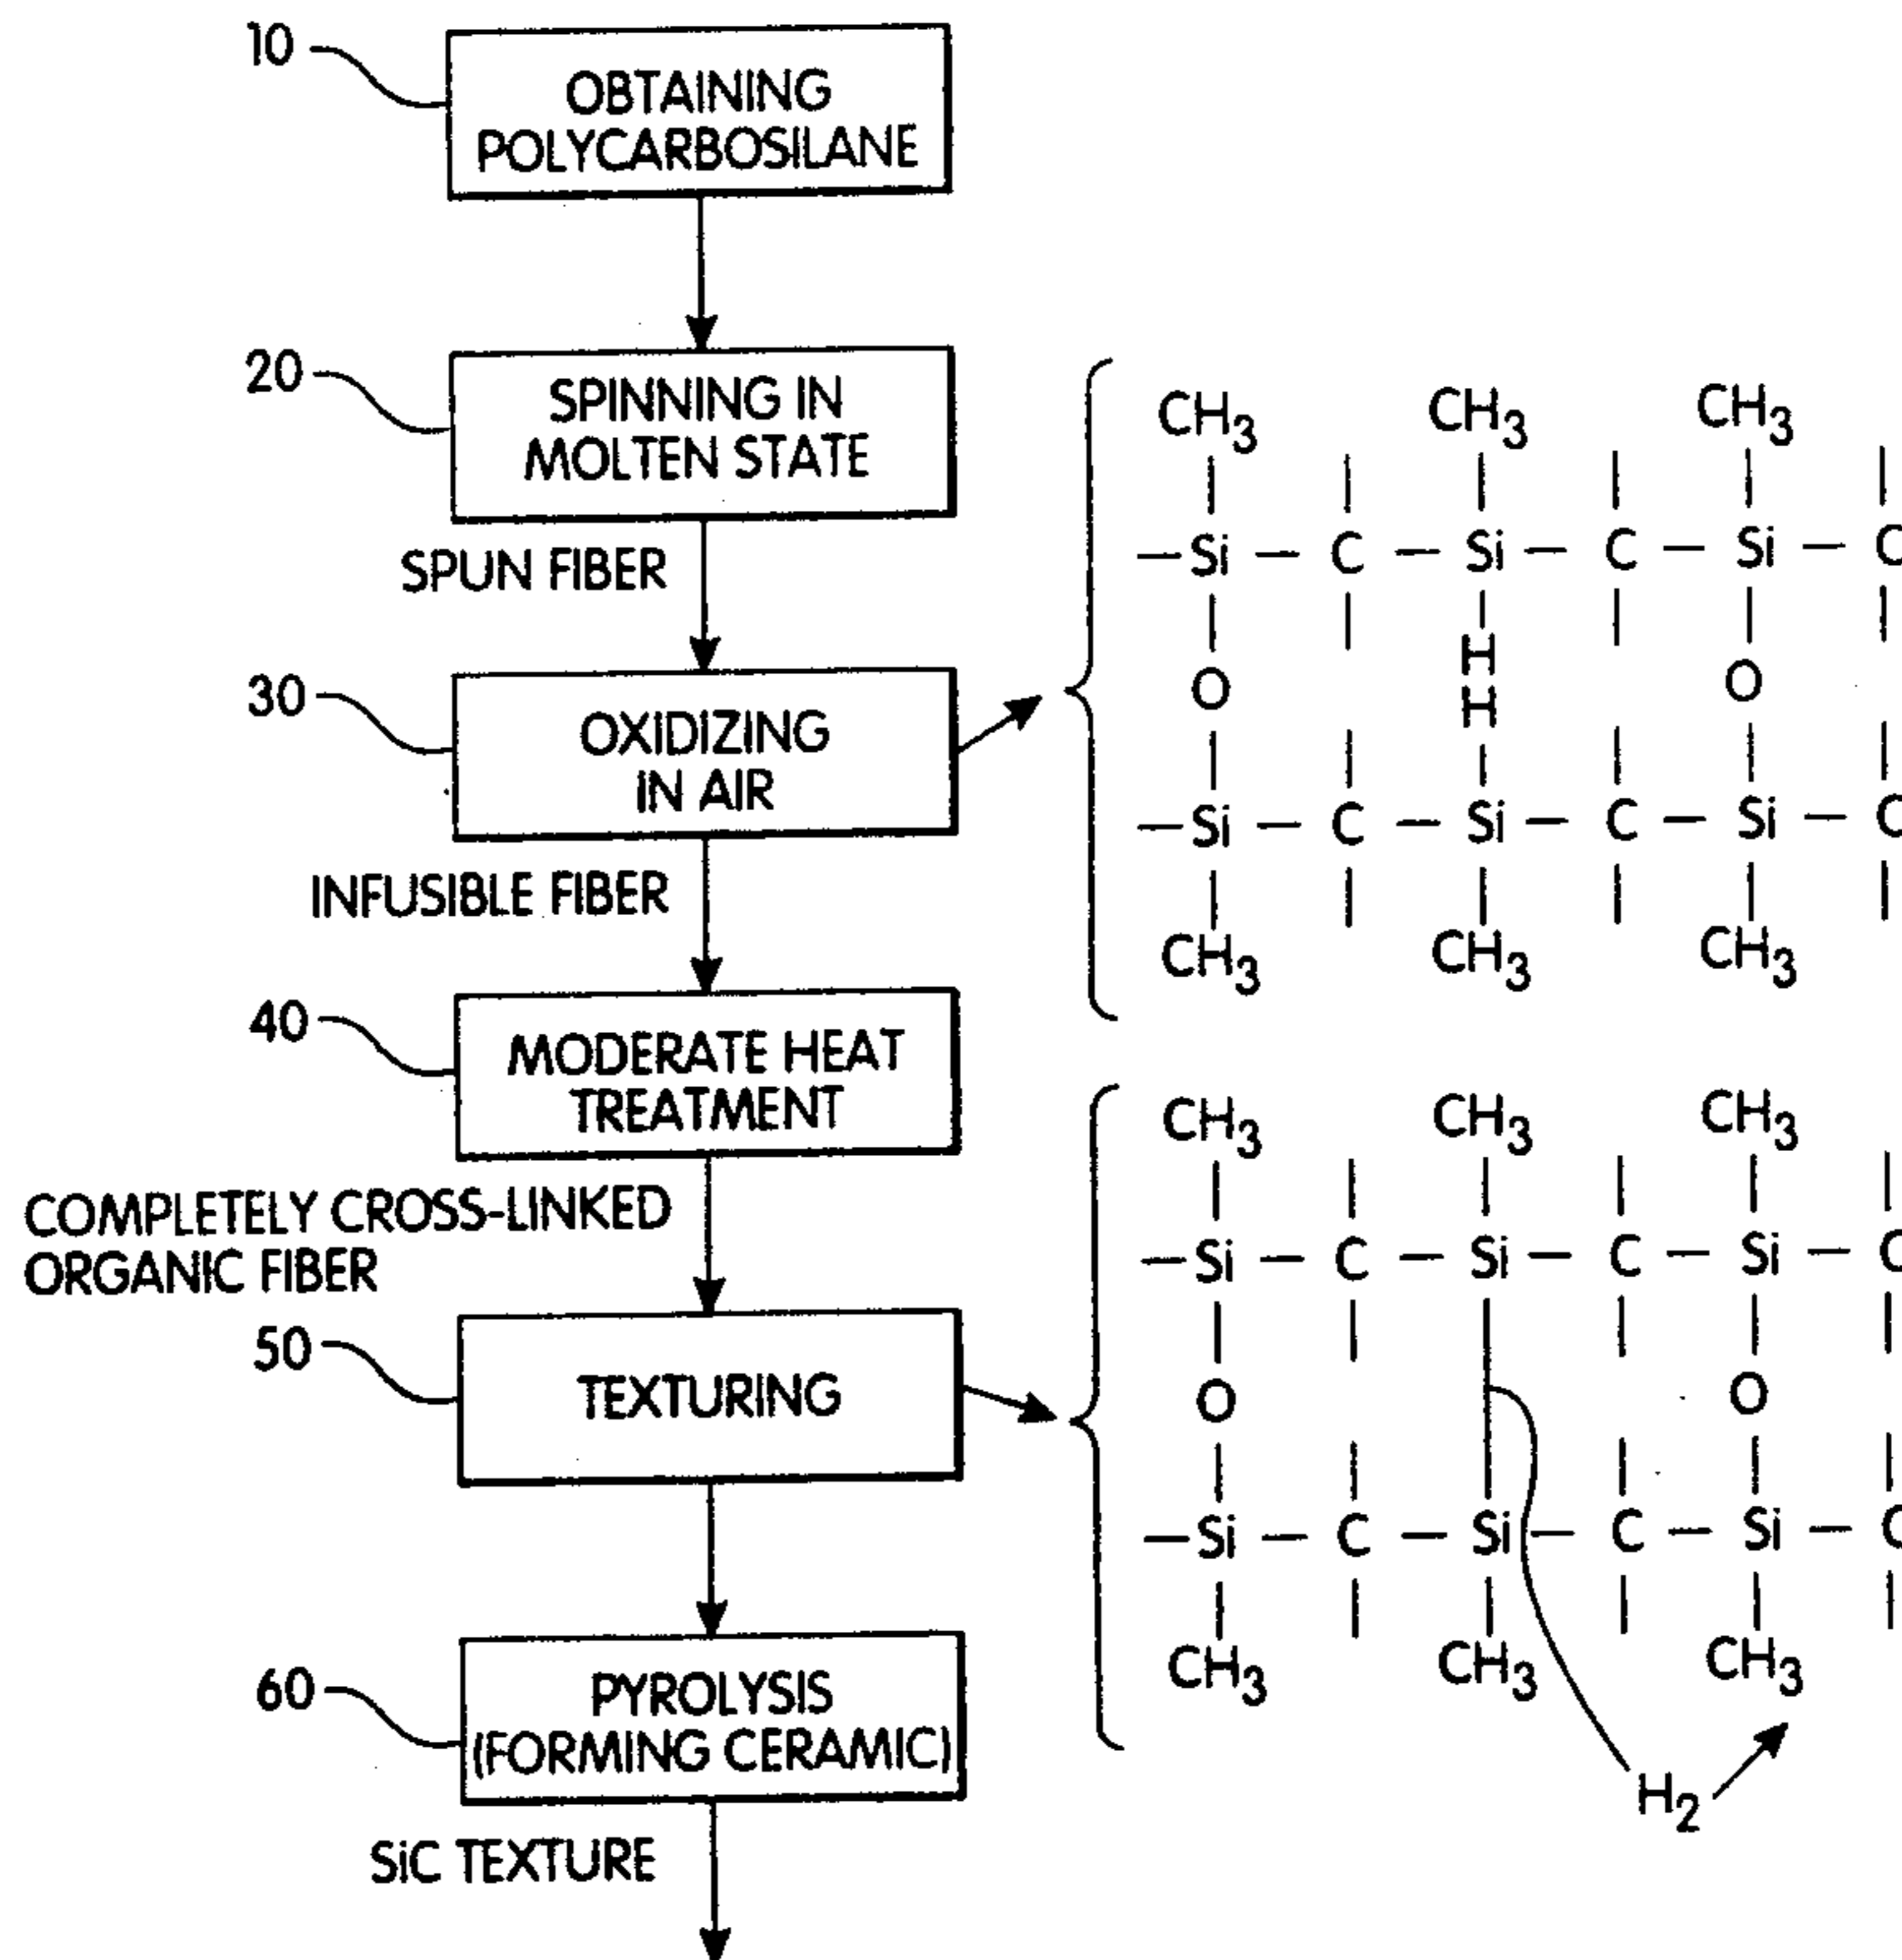 10
OBTAINING
POLYCARBOSILANE
20
SPINNING IN
MOLTEN STATE
SPUN FIBER
30
OXIDIZING
IN AIR
INFUSIBLE FIBER
40
MODERATE HEAT
TREATMENT
COMPLETELY CROSS-LINKED
ORGANIC FIBER
50
TEXTURING
60
PYROLYSIS
(FORMING CERAMIC)
SiC TEXTURE
CH3 CH3 CH3
Si C Si C Si C
O H O
H
Si C Si C Si C
CH3 CH3 CH3
CH3 CH3 CH3
Si C Si C Si C
O O
Si C Si C Si C
CH3 CH3 CH3
H2